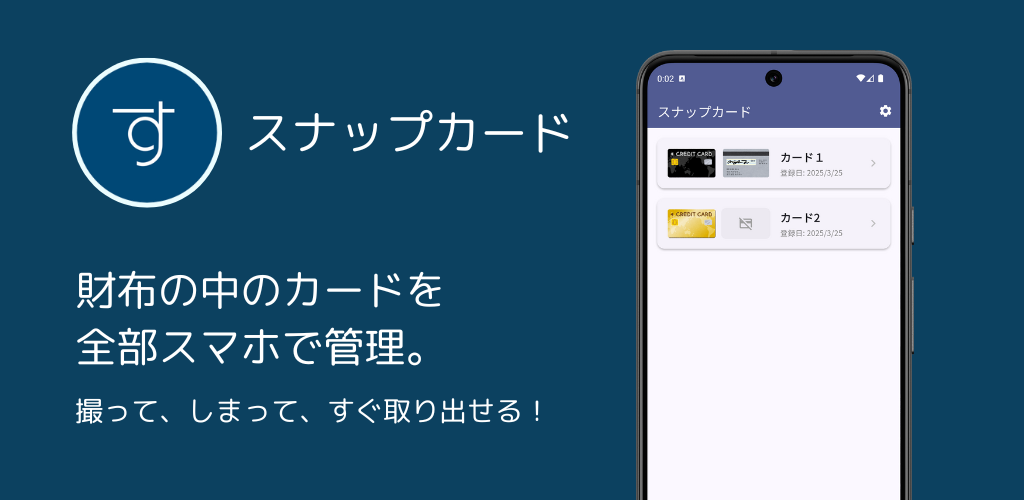 す
スナップカード
財布の中のカードを
全部スマホで管理。
撮って、しまって、すぐ取り出せる！
0:02
スナップカード
CREDIT CARD
カード１
登録日: 2025/3/25
CREDIT CARD
カード2
登録日: 2025/3/25